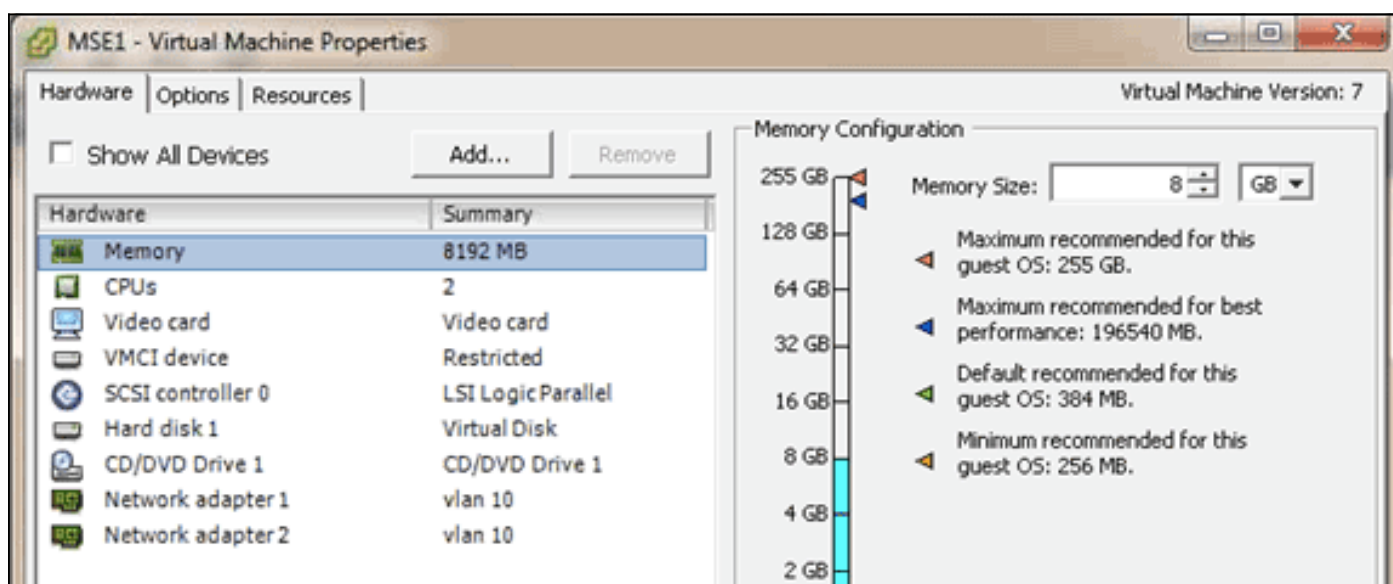 MSE1 - Virtual Machine Properties
Hardware Options Resources
Virtual Machine Version: 7
Show All Devices
Add...
Remove
Hardware Summary
Memory 8192 MB
CPUs 2
Video card Video card
VMCI device Restricted
SCSI controller 0 LSI Logic Parallel
Hard disk 1 Virtual Disk
CD/DVD Drive 1 CD/DVD Drive 1
Network adapter 1 vlan 10
Network adapter 2 vlan 10
Memory Configuration
255 GB
128 GB
64 GB
32 GB
16 GB
8 GB
4 GB
2 GB
Memory Size: 8 GB
Maximum recommended for this
guest OS: 255 GB.
Maximum recommended for best
performance: 196540 MB.
Default recommended for this
guest OS: 384 MB.
Minimum recommended for this
guest OS: 256 MB.